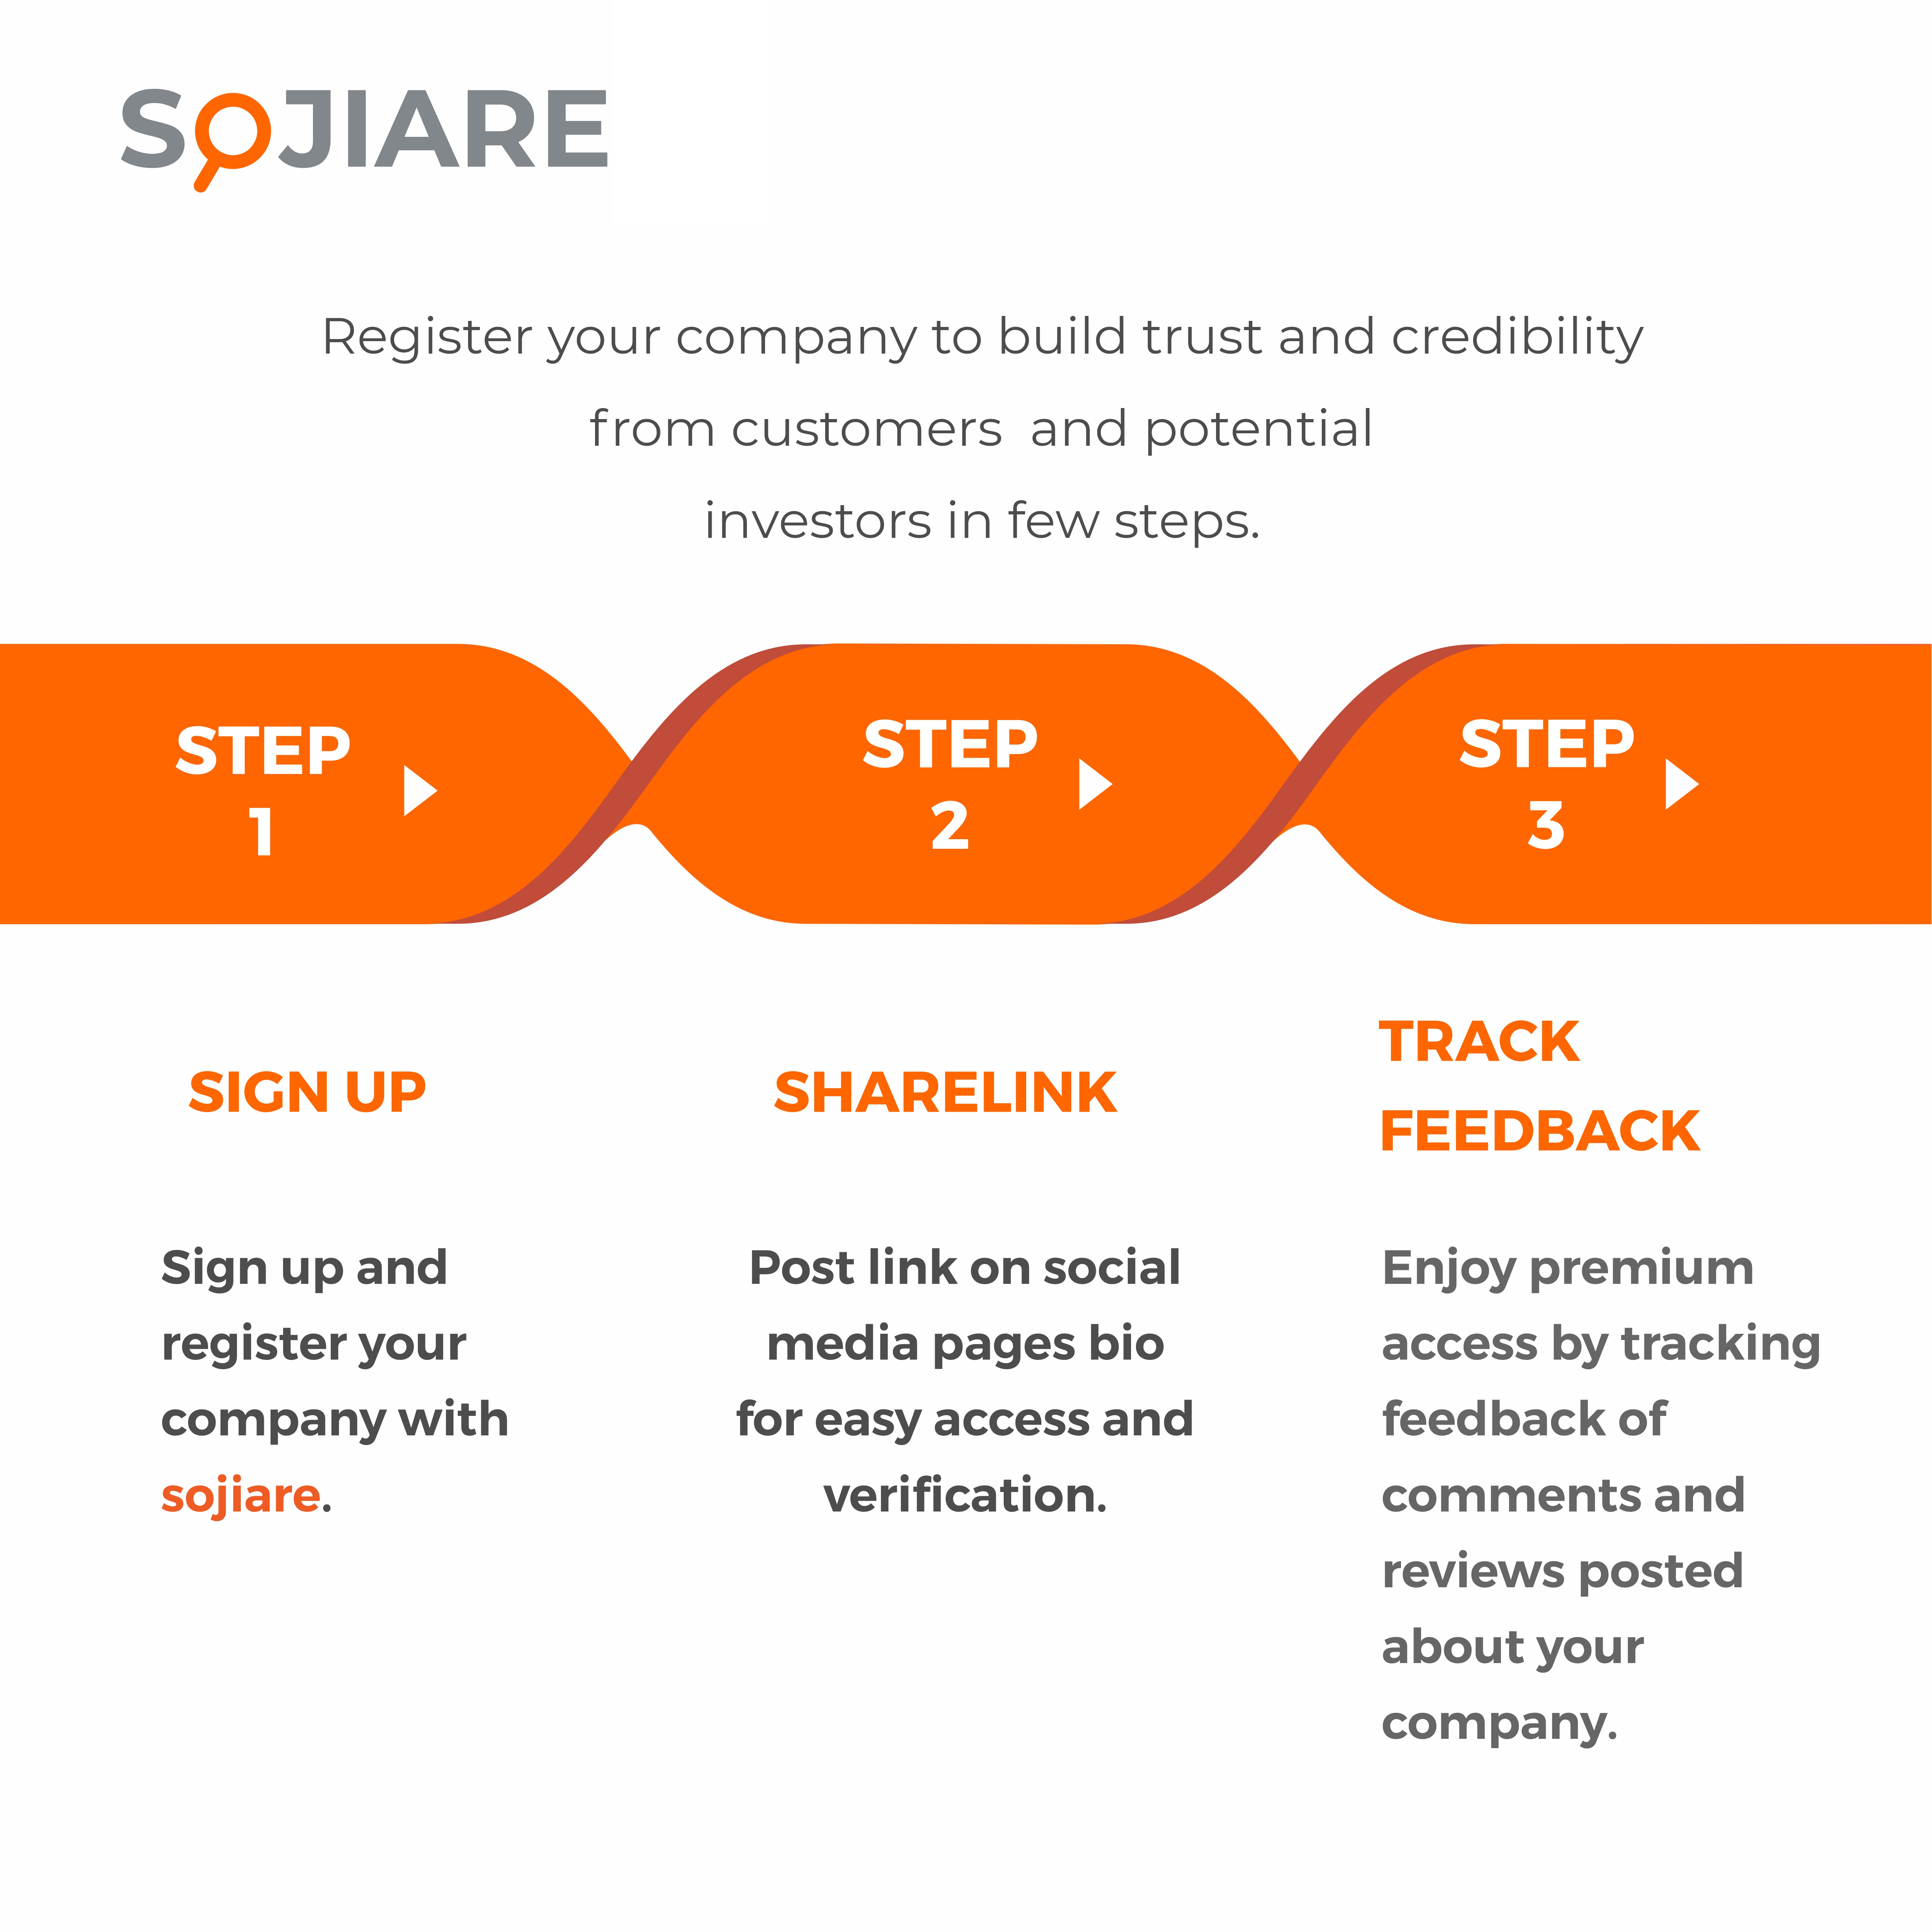 SOJIARE
Register your company to build trust and credibility
from customers and potential
investors in few steps.
STEP
1
STEP
2
STEP
3
SIGN UP
Sign up and
register your
company with
sojiare.
SHARELINK
Post link on social
media pages bio
for easy access and
verification.
TRACK
FEEDBACK
Enjoy premium
access by tracking
feedback of
comments and
reviews posted
about your
company.